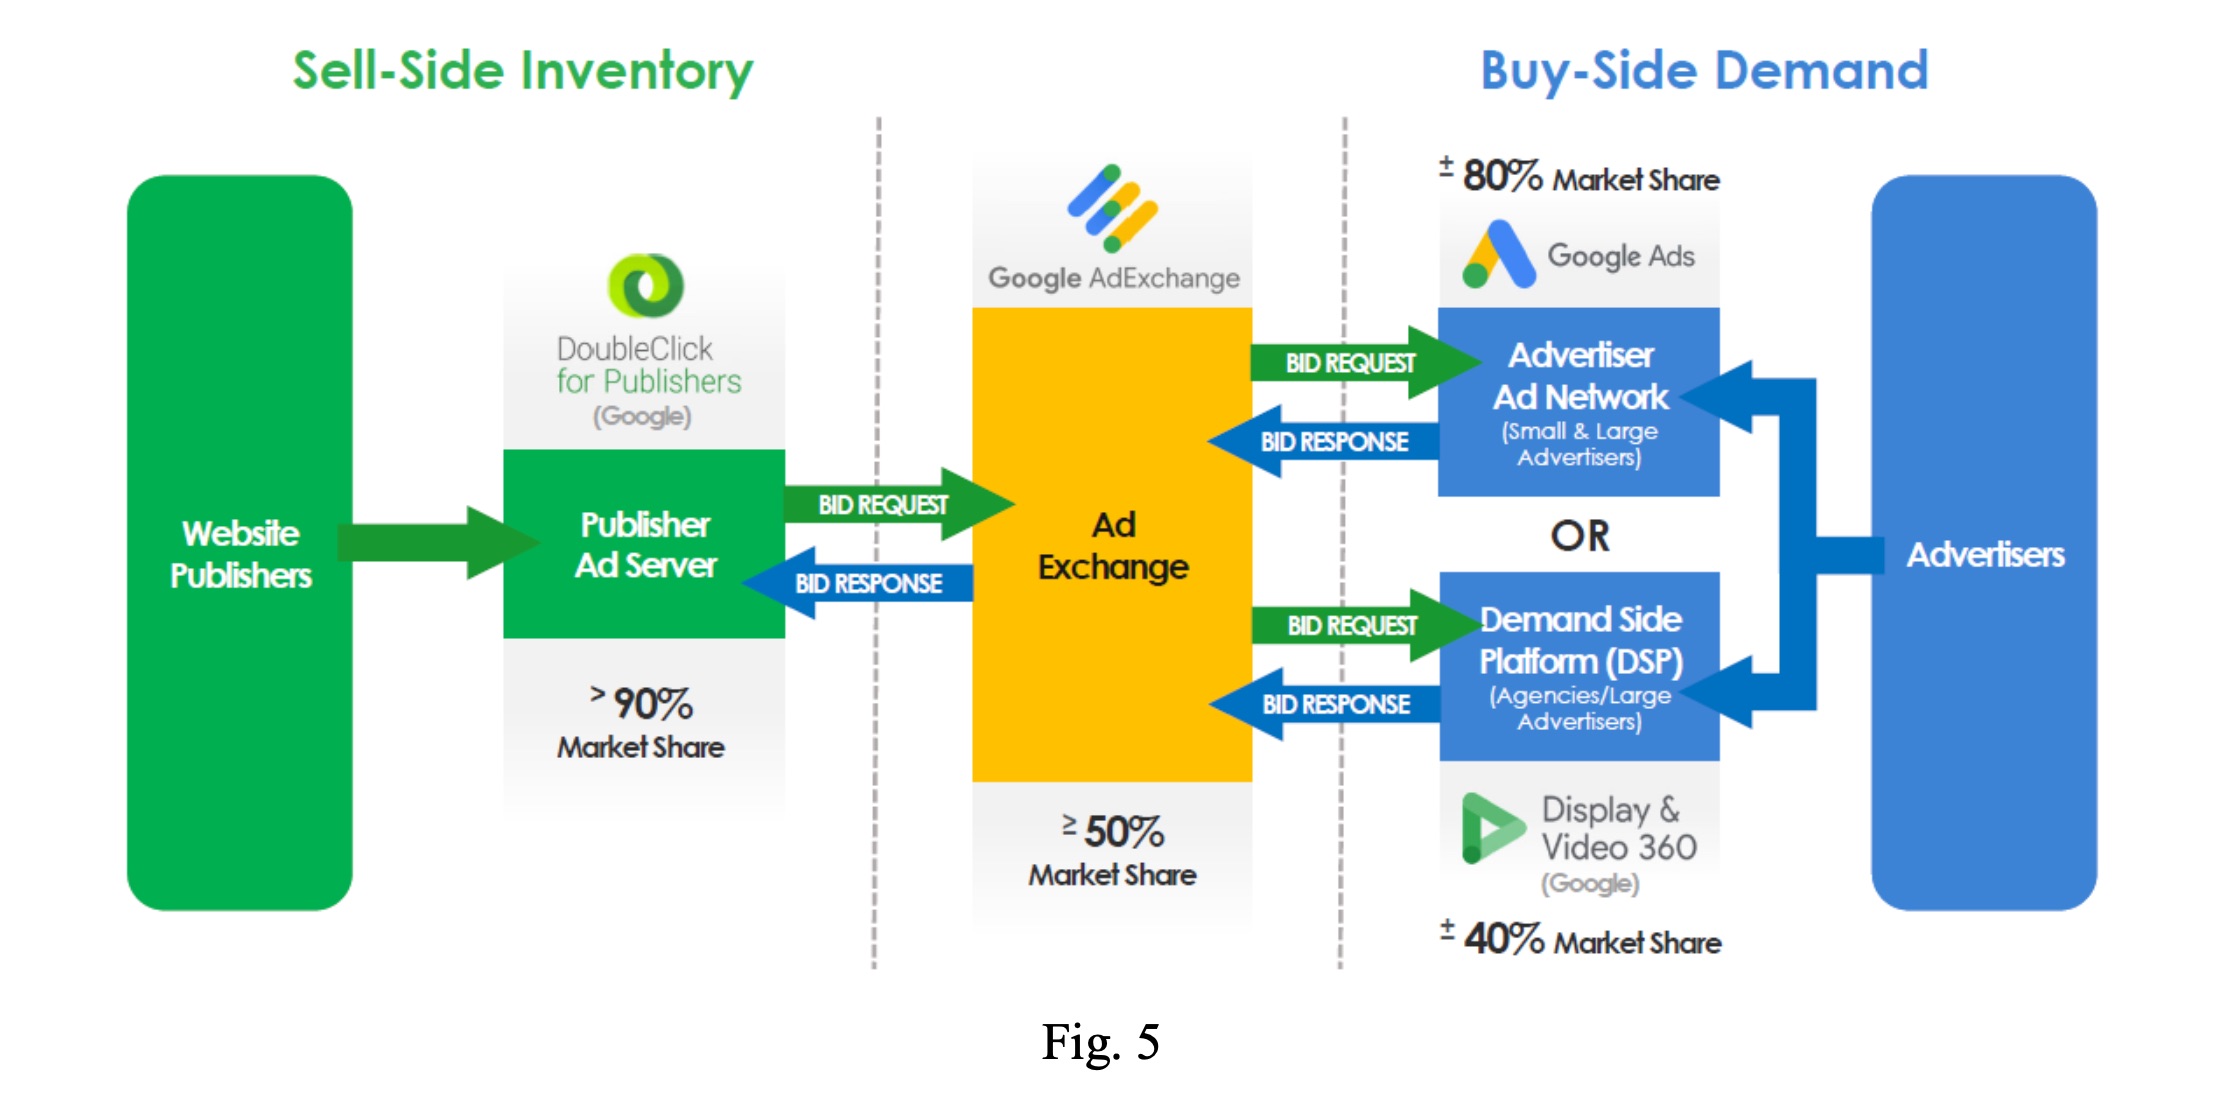 Sell-Side Inventory
Buy-Side Demand
Website
Publishers
DoubleClick
for Publishers
(Google)
Publisher
Ad Server
> 90%
Market Share
BID REQUEST
BID RESPONSE
Google AdExchange
Ad
Exchange
≥ 50%
Market Share
BID REQUEST
BID RESPONSE
BID REQUEST
BID RESPONSE
± 80% Market Share
Google Ads
Advertiser
Ad Network
(Small & Large
Advertisers)
OR
Demand Side
Platform (DSP)
(Agencies/Large
Advertisers)
Display &
Video 360
(Google)
± 40% Market Share
Advertisers
Fig. 5